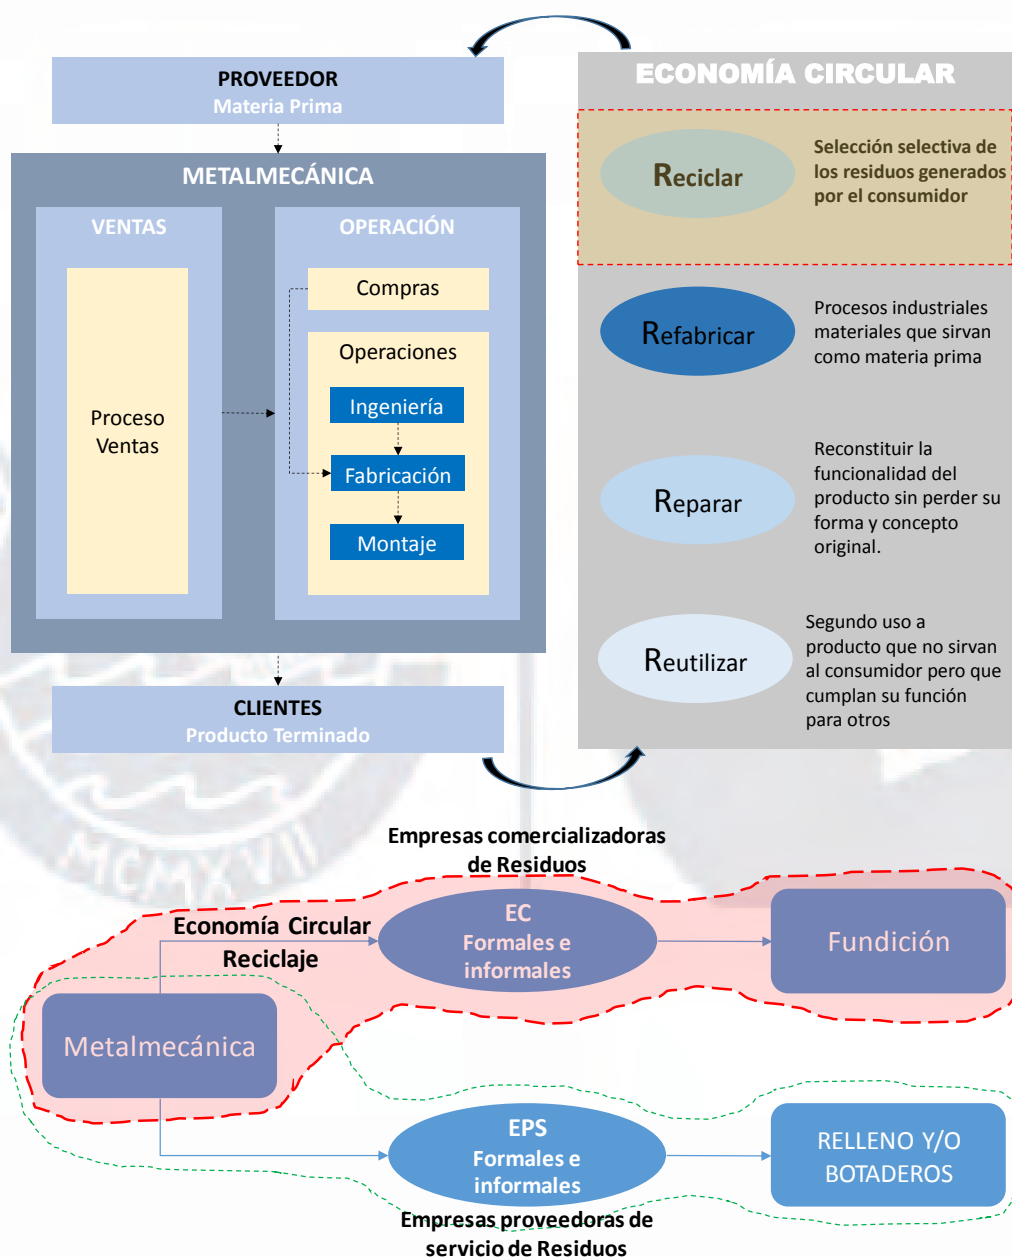 PROVEEDOR
Materia Prima
METALMECÁNICA
VENTAS
Proceso
Ventas
OPERACIÓN
Compras
Operaciones
Ingeniería
Fabricación
Montaje
CLIENTES
Producto Terminado
ECONOMÍA CIRCULAR
Reciclar
Selección selectiva de
los residuos generados
por el consumidor
Refabricar
Procesos industriales
materiales que sirvan
como materia prima
Reparar
Reconstituir la
funcionalidad del
producto sin perder su
forma y concepto
original.
Reutilizar
Segundo uso a
producto que no sirvan
al consumidor pero que
cumplan su función
para otros
MCMXVII
Empresas comercializadoras
de Residuos
Economía Circular
Reciclaje
EC
Formales e
informales
Fundición
Metalmecánica
EPS
Formales e
informales
RELLENO Y/O
BOTADEROS
Empresas proveedoras de
servicio de Residuos